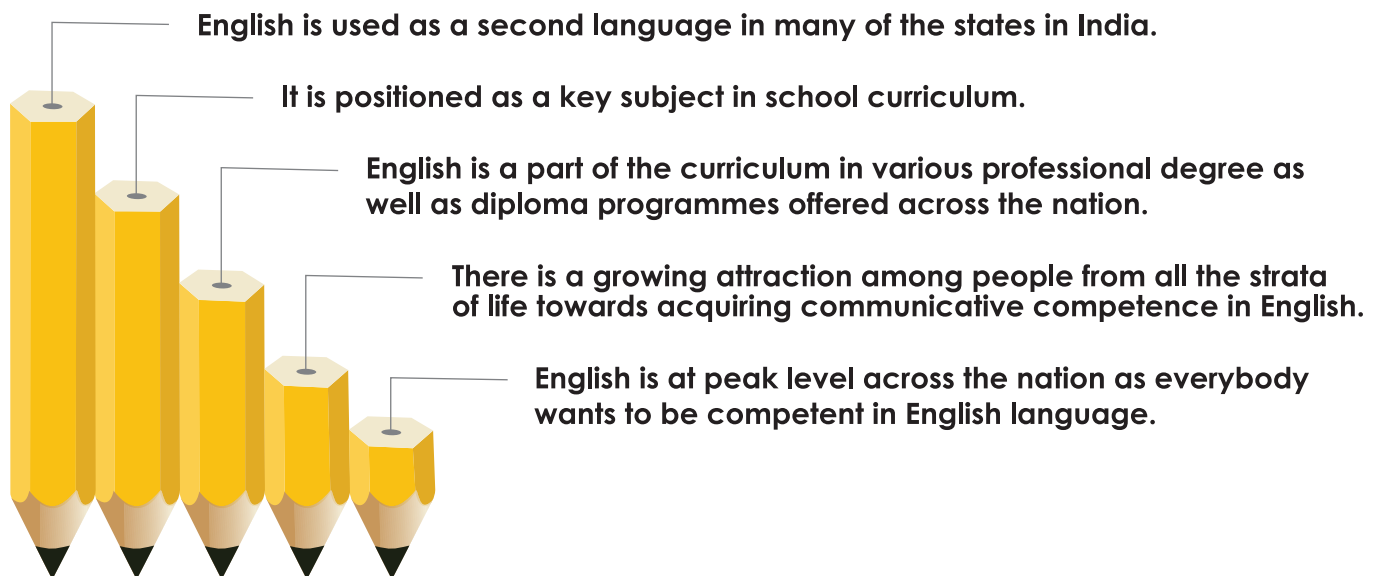 English is used as a second language in many of the states in India.
It is positioned as a key subject in school curriculum.
English is a part of the curriculum in various professional degree as
well as diploma programmes offered across the nation.
There is a growing attraction among people from all the strata
of life towards acquiring communicative competence in English.
English is at peak level across the nation as everybody
wants to be competent in English language.